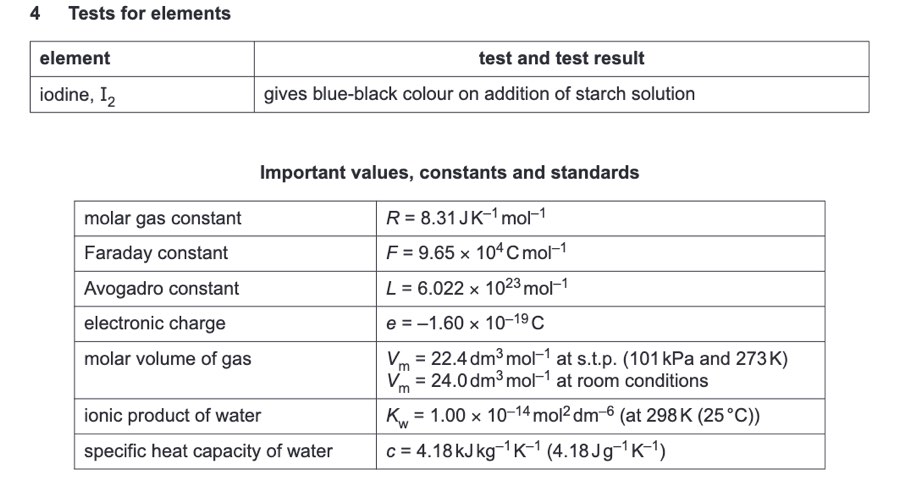 4 Tests for elements
element test and test result
iodine, I₂ gives blue-black colour on addition of starch solution
Important values, constants and standards
molar gas constant R = 8.31 J K⁻¹ mol⁻¹
Faraday constant F = 9.65 × 10⁴ C mol⁻¹
Avogadro constant L = 6.022 × 10²³ mol⁻¹
electronic charge e = –1.60 × 10⁻¹⁹ C
molar volume of gas Vₘ = 22.4 dm³ mol⁻¹ at s.t.p. (101 kPa and 273 K)
Vₘ = 24.0 dm³ mol⁻¹ at room conditions
ionic product of water K_w = 1.00 × 10⁻¹⁴ mol² dm⁻⁶ (at 298 K (25 °C))
specific heat capacity of water c = 4.18 kJ kg⁻¹ K⁻¹ (4.18 J g⁻¹ K⁻¹)